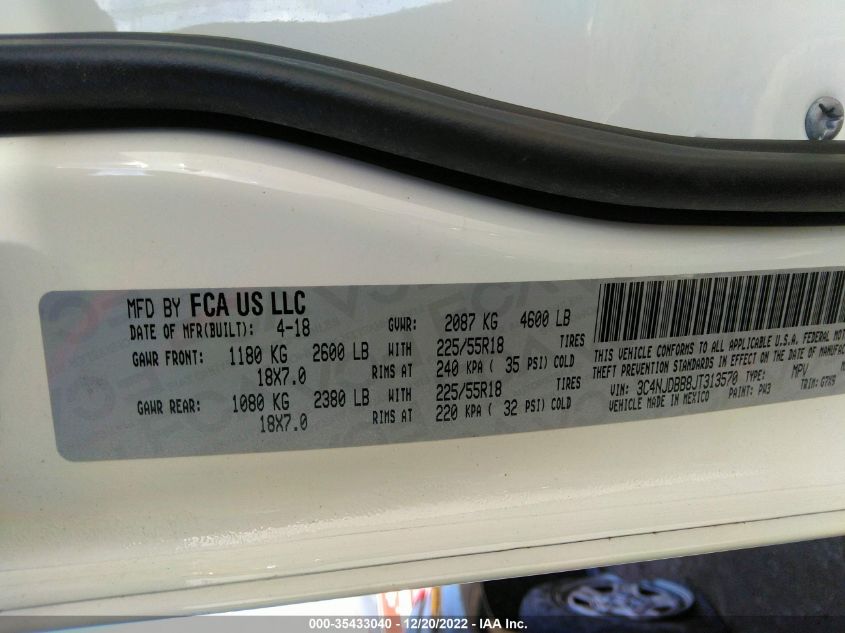 MFD BY FCA US LLC
DATE OF MFR(BUILT): 4-18 GVWR: 2087 KG 4600 LB
GAWR FRONT: 1180 KG 2600 LB WITH 225/55R18 TIRES
18X7.0 RIMS AT 240 KPA ( 35 PSI) COLD
GAWR REAR: 1080 KG 2380 LB WITH 225/55R18 TIRES
18X7.0 RIMS AT 220 KPA ( 32 PSI) COLD
THIS VEHICLE CONFORMS TO ALL APPLICABLE U.S.A. FEDERAL MOT
THEFT PREVENTION STANDARDS IN EFFECT ON THE DATE OF MANUFAC
VIN: 3C4NJDBB8JT313570 TYPE: MPV
VEHICLE MADE IN MEXICO PAINT: PW3 TRIM:
000-35433040 - 12/20/2022 - IAA Inc.